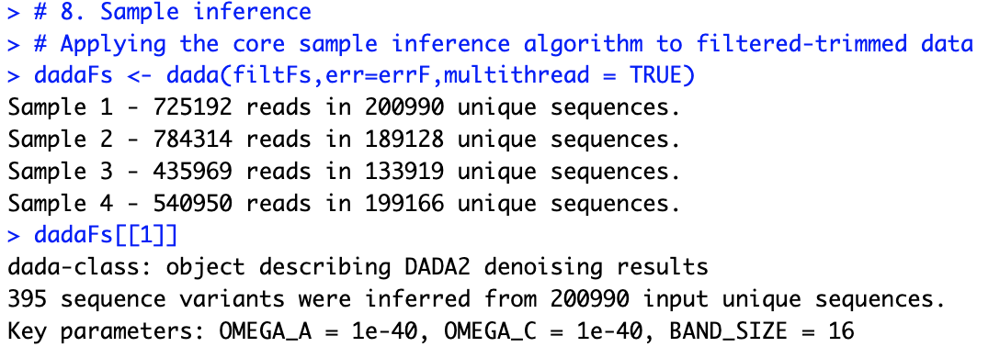 > # 8. Sample inference
> # Applying the core sample inference algorithm to filtered-trimmed data
> dadaFs <- dada(filtFs,err=errF,multithread = TRUE)
Sample 1 - 725192 reads in 200990 unique sequences.
Sample 2 - 784314 reads in 189128 unique sequences.
Sample 3 - 435969 reads in 133919 unique sequences.
Sample 4 - 540950 reads in 199166 unique sequences.
> dadaFs[[1]]
dada-class: object describing DADA2 denoising results
395 sequence variants were inferred from 200990 input unique sequences.
Key parameters: OMEGA_A = 1e-40, OMEGA_C = 1e-40, BAND_SIZE = 16